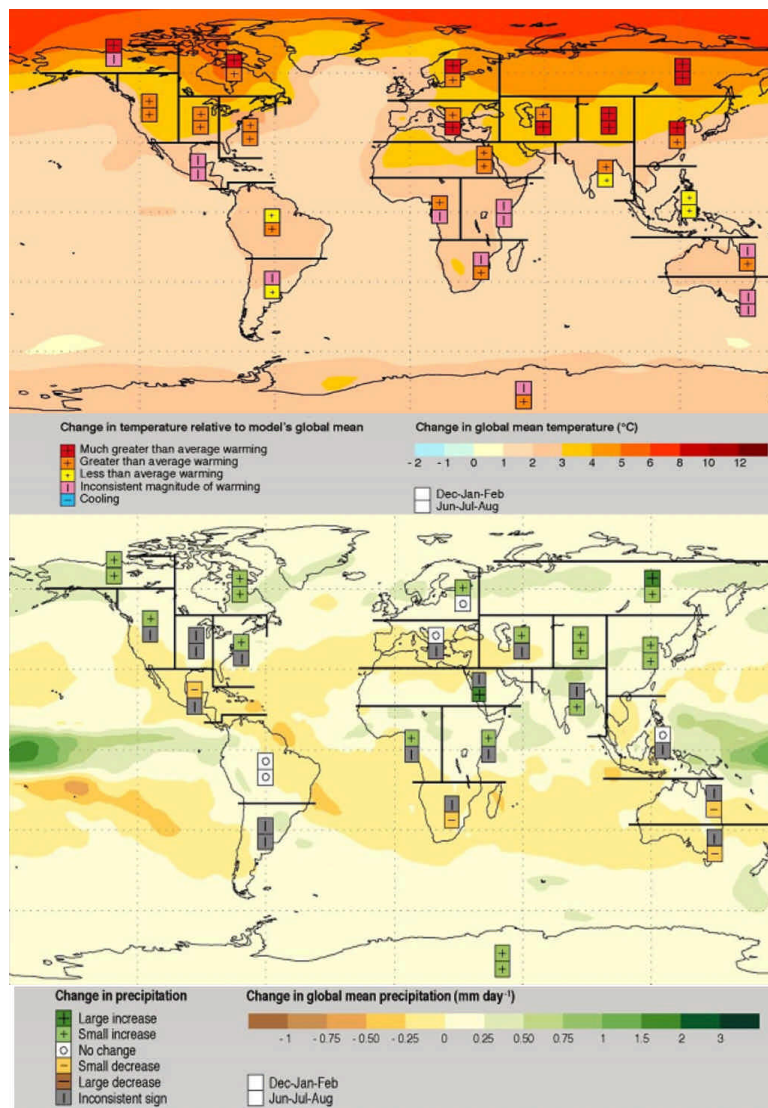 Change in temperature relative to model's global mean
Much greater than average warming
Greater than average warming
Less than average warming
Inconsistent magnitude of warming
Cooling
Change in global mean temperature (°C)
- 2 - 1 0 1 2 3 4 5 6 8 10 12
Dec-Jan-Feb
Jun-Jul-Aug
Change in precipitation
Large increase
Small increase
No change
Small decrease
Large decrease
Inconsistent sign
Change in global mean precipitation (mm day⁻¹)
- 1 - 0.75 - 0.50 - 0.25 0 0.25 0.50 0.75 1 1.5 2 3
Dec-Jan-Feb
Jun-Jul-Aug